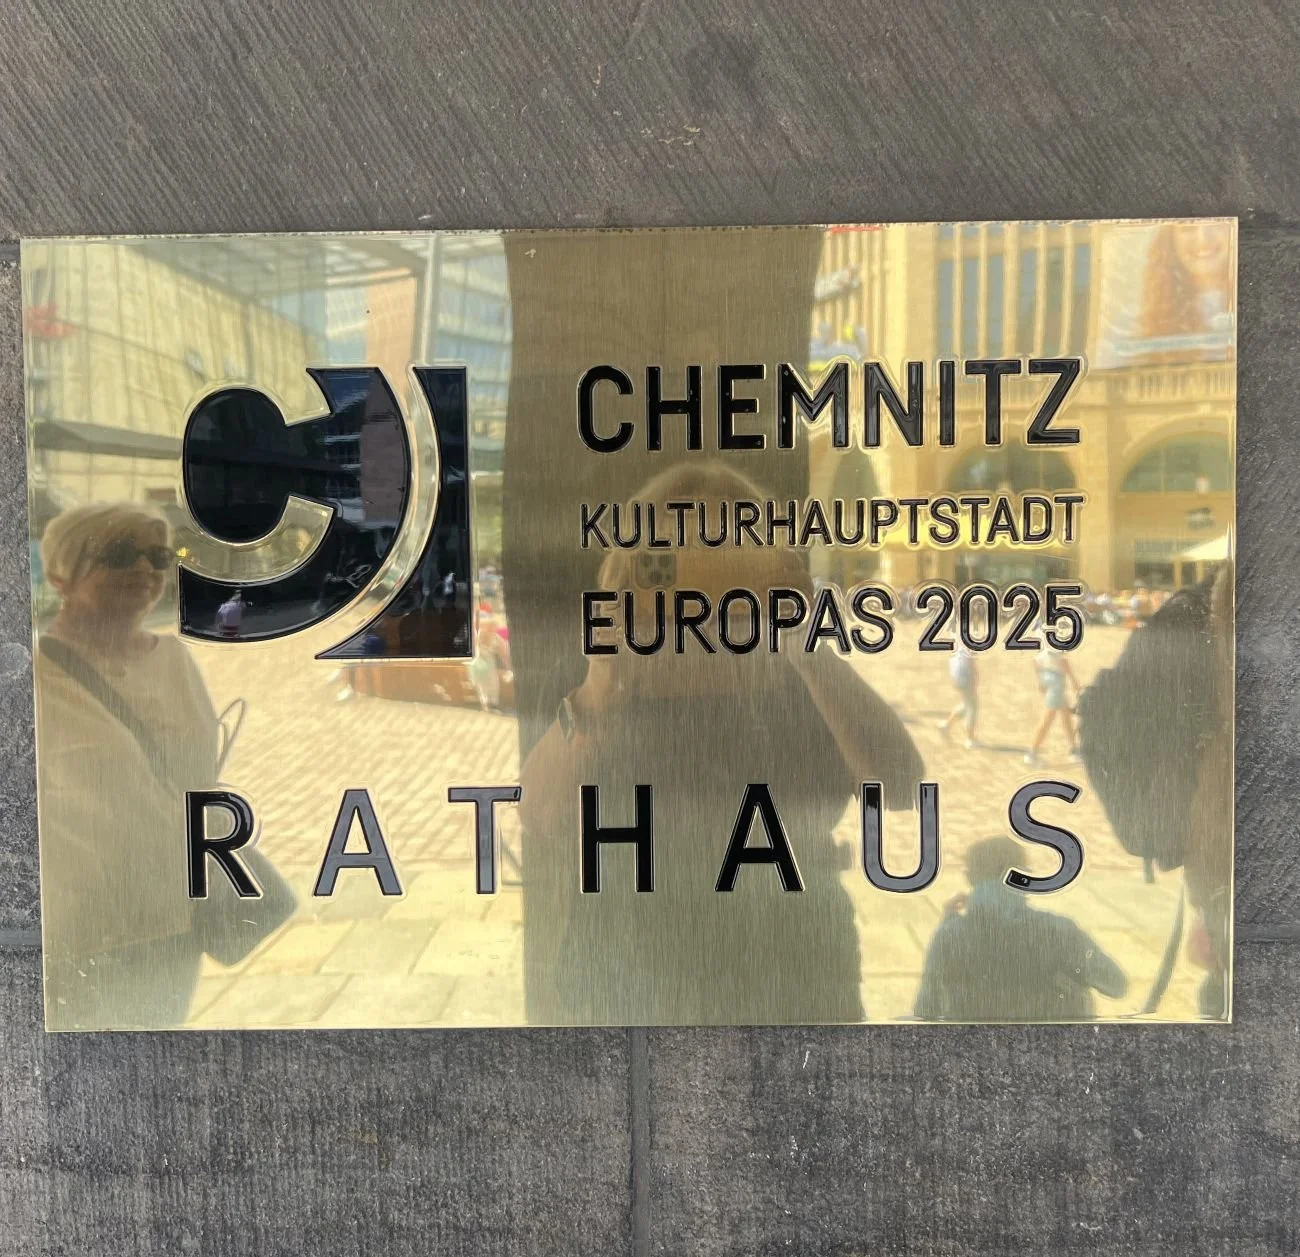 CHEMNITZ
KULTURHAUPTSTADT
EUROPAS 2025
RATHAUS